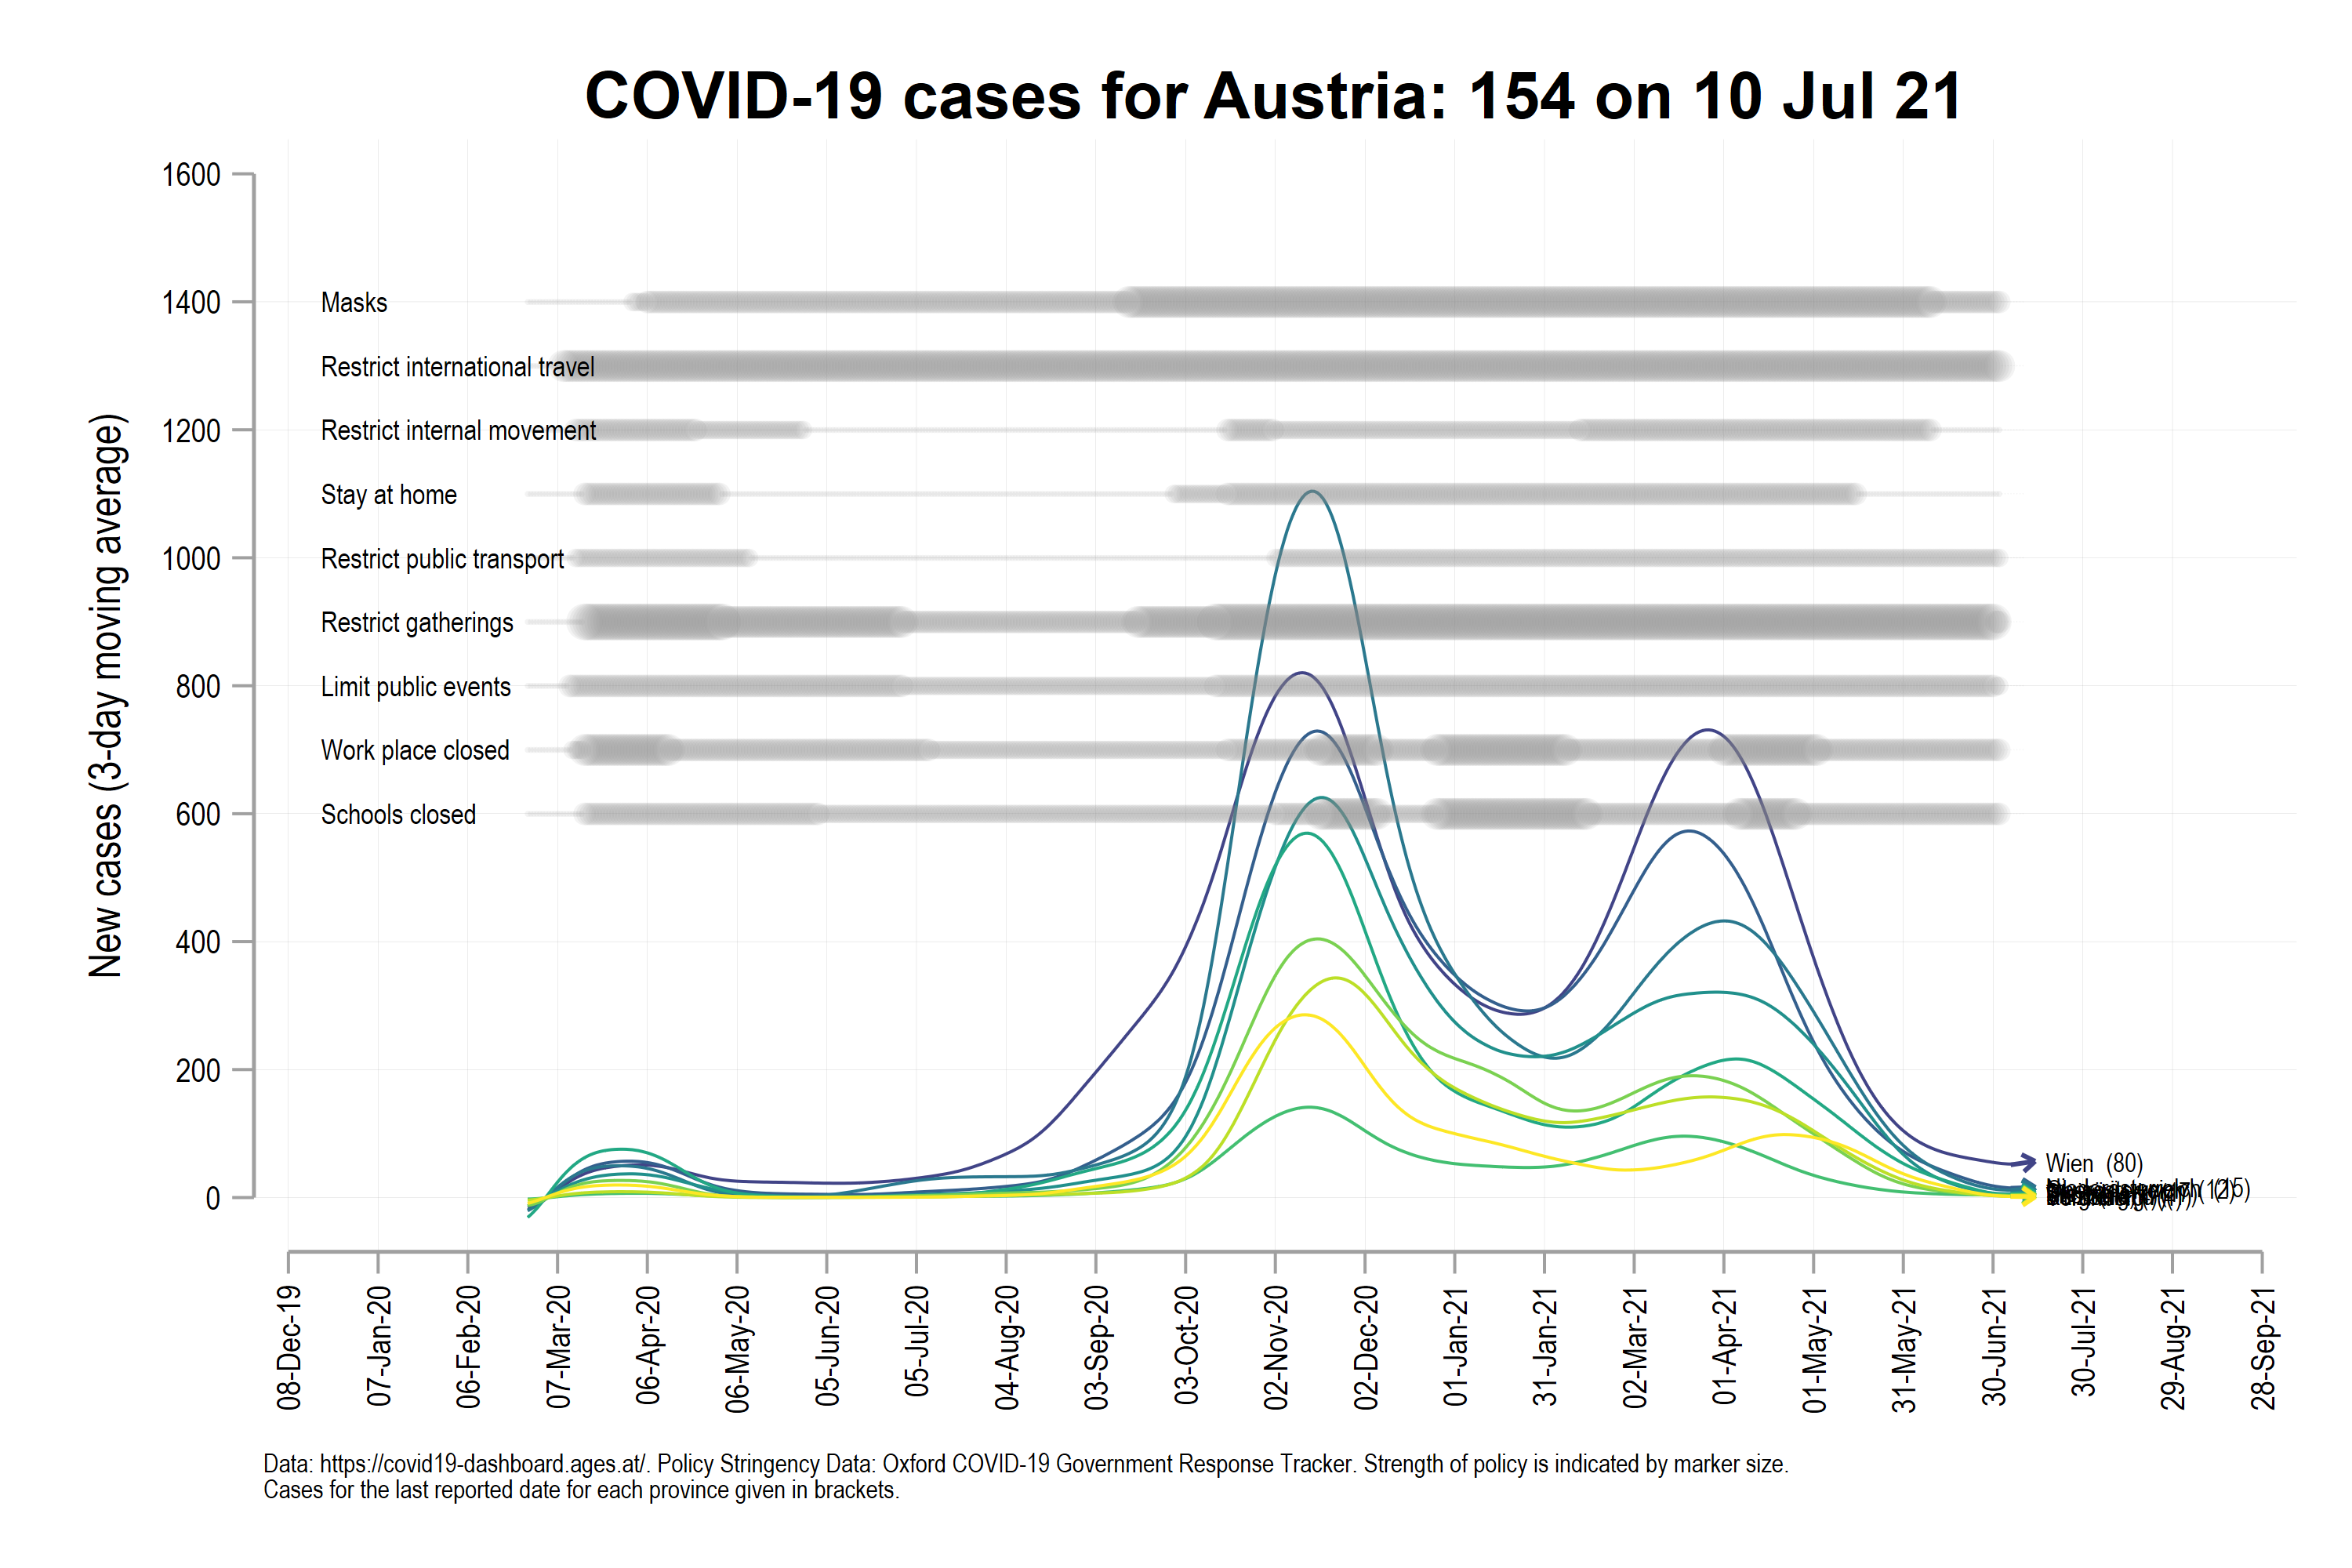 COVID-19 cases for Austria: 154 on 10 Jul 21
New cases (3-day moving average)
1600
1400
1200
1000
800
600
400
200
0
Masks
Restrict international travel
Restrict internal movement
Stay at home
Restrict public transport
Restrict gatherings
Limit public events
Work place closed
Schools closed
Wien (80)
08-Dec-19
07-Jan-20
06-Feb-20
07-Mar-20
06-Apr-20
06-May-20
05-Jun-20
05-Jul-20
04-Aug-20
03-Sep-20
03-Oct-20
02-Nov-20
02-Dec-20
01-Jan-21
31-Jan-21
02-Mar-21
01-Apr-21
01-May-21
31-May-21
30-Jun-21
30-Jul-21
29-Aug-21
28-Sep-21
Data: https://covid19-dashboard.ages.at/. Policy Stringency Data: Oxford COVID-19 Government Response Tracker. Strength of policy is indicated by marker size.
Cases for the last reported date for each province given in brackets.